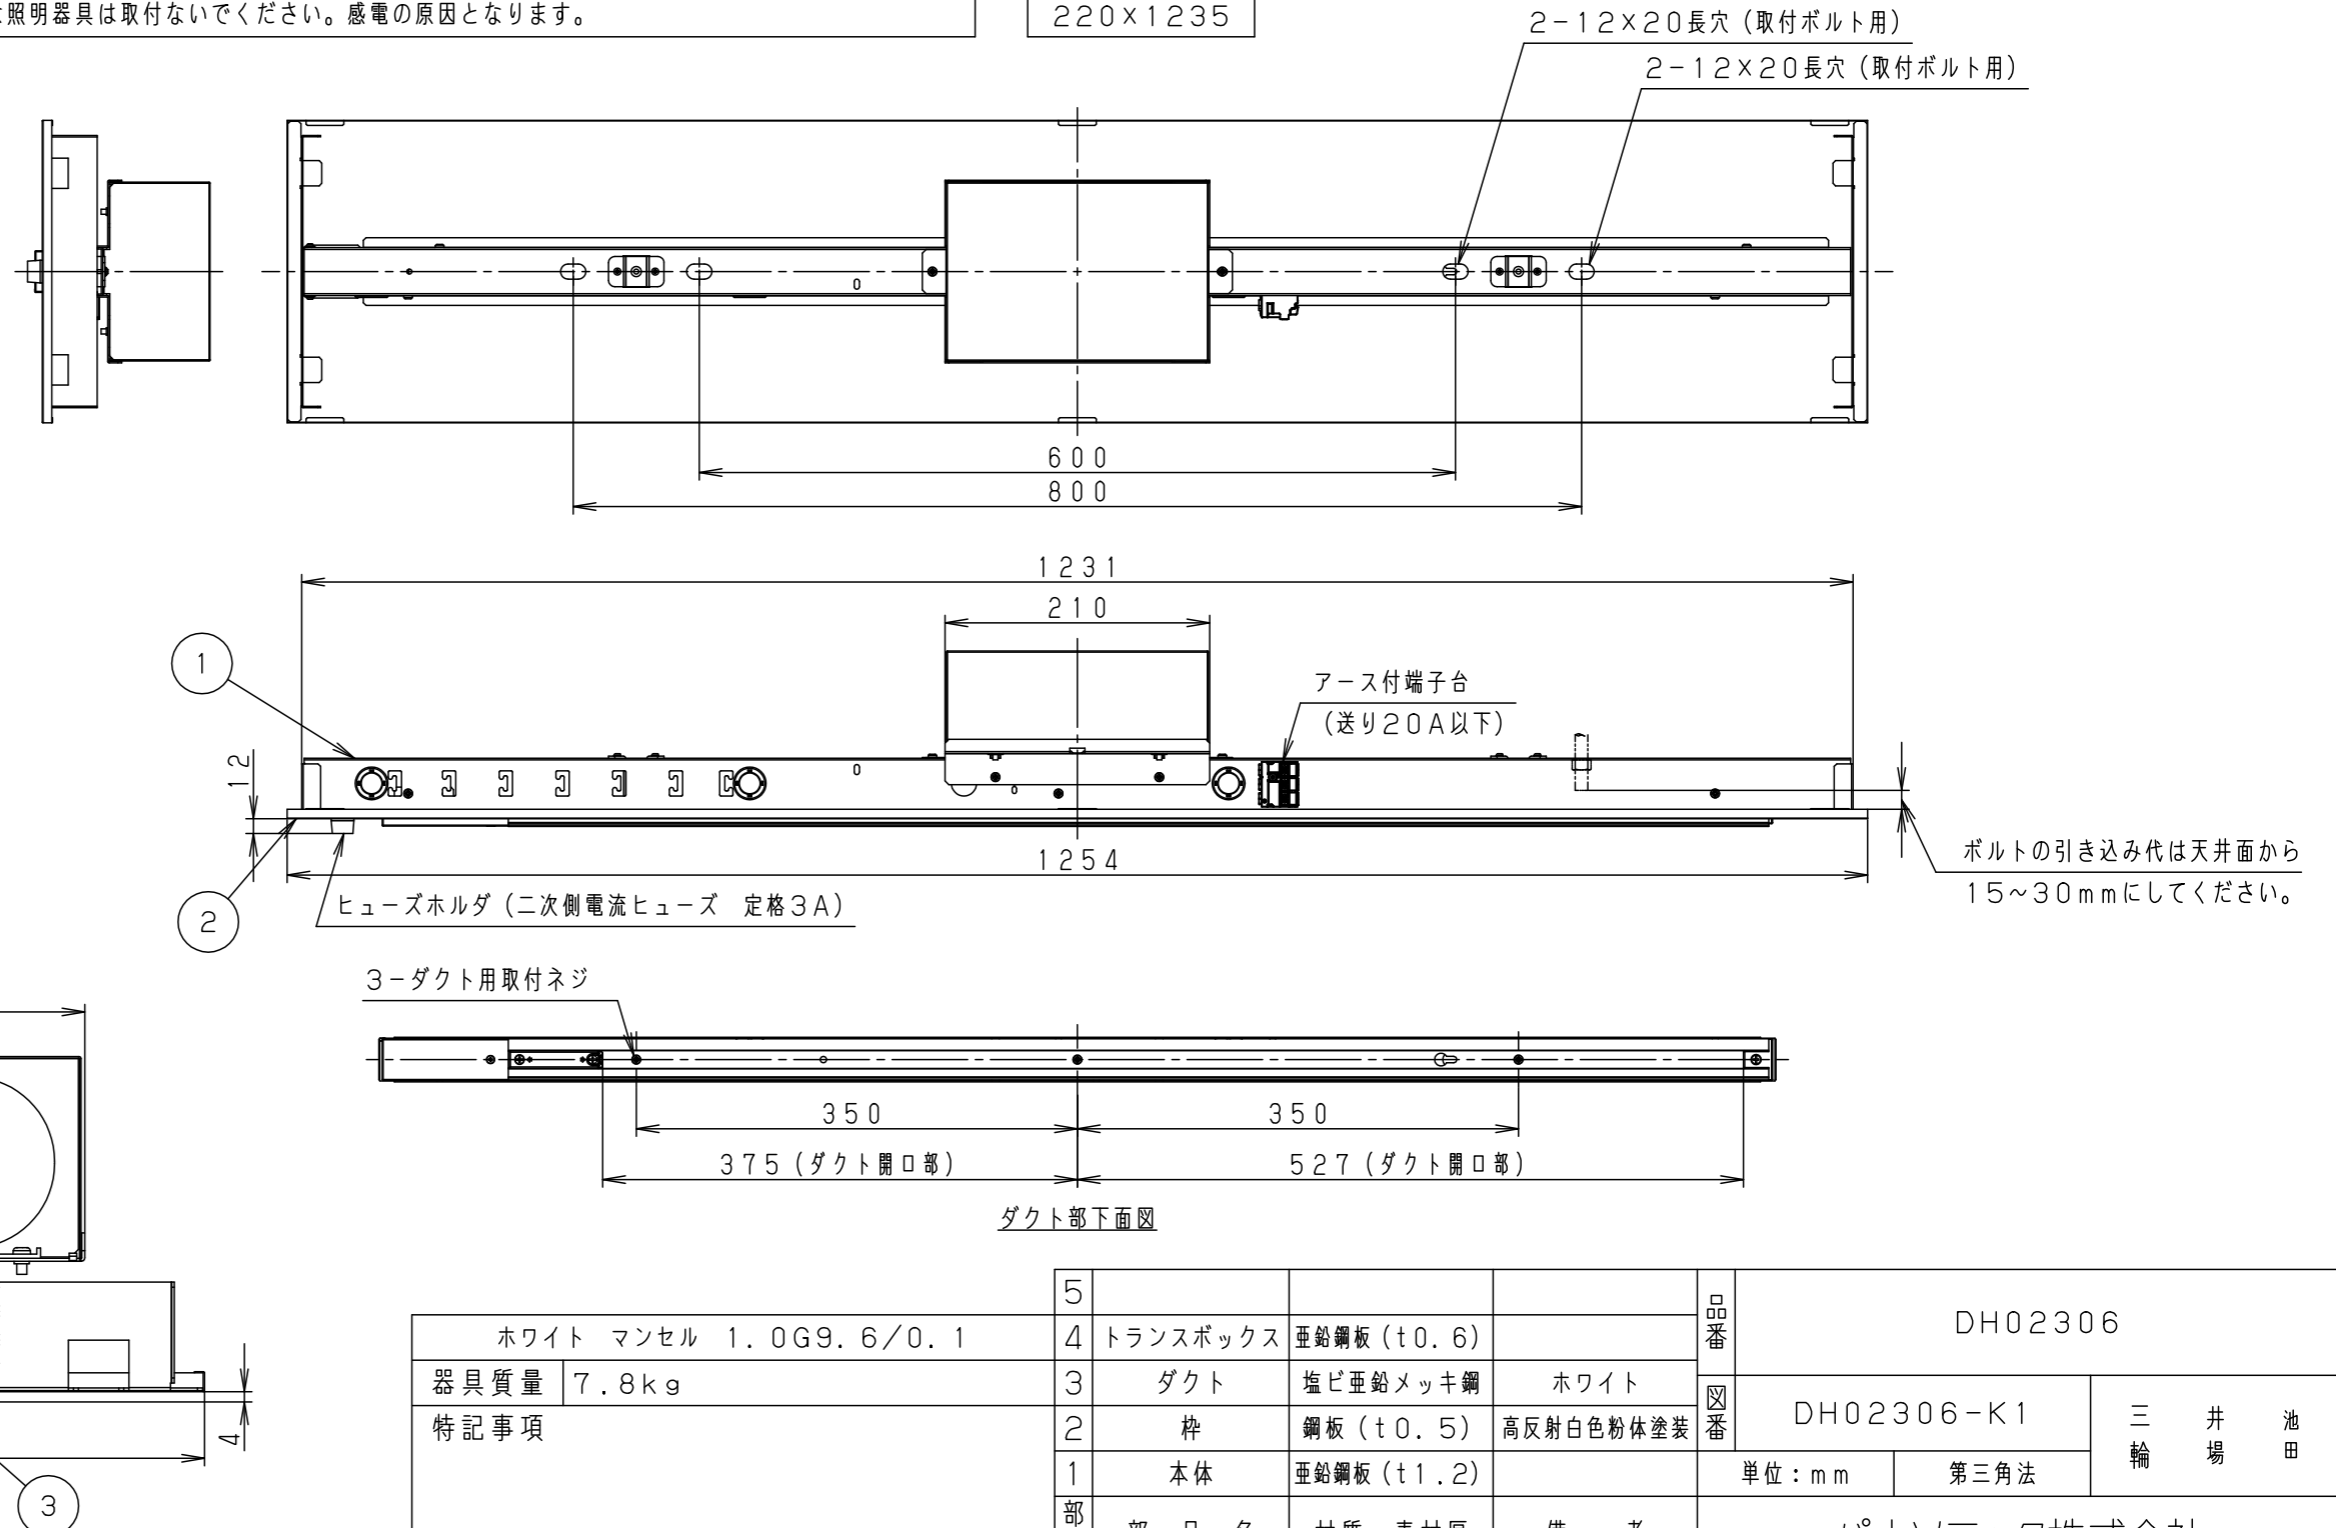 照明器具は取付ないでください。感電の原因となります。
220×1235
2-12×20長穴(取付ボルト用)
2-12×20長穴(取付ボルト用)
600
800
1231
210
1
アース付端子台
(送り20A以下)
12
ボルトの引き込み代は天井面から
15~30mmにしてください。
1254
2
ヒューズホルダ(二次側電流ヒューズ 定格3A)
3-ダクト用取付ネジ
350
350
375(ダクト開口部)
527(ダクト開口部)
ダクト部下面図
4
3
ホワイト マンセル 1.0G9.6/0.1
器具質量 7.8kg
特記事項
5
4 トランスボックス 亜鉛鋼板(t0.6)
3 ダクト 塩ビ亜鉛メッキ鋼 ホワイト
2 枠 鋼板(t0.5) 高反射白色粉体塗装
1 本体 亜鉛鋼板(t1.2)
部
品番 DH02306
図番 DH02306-K1
三輪 井場 池田
単位:mm 第三角法